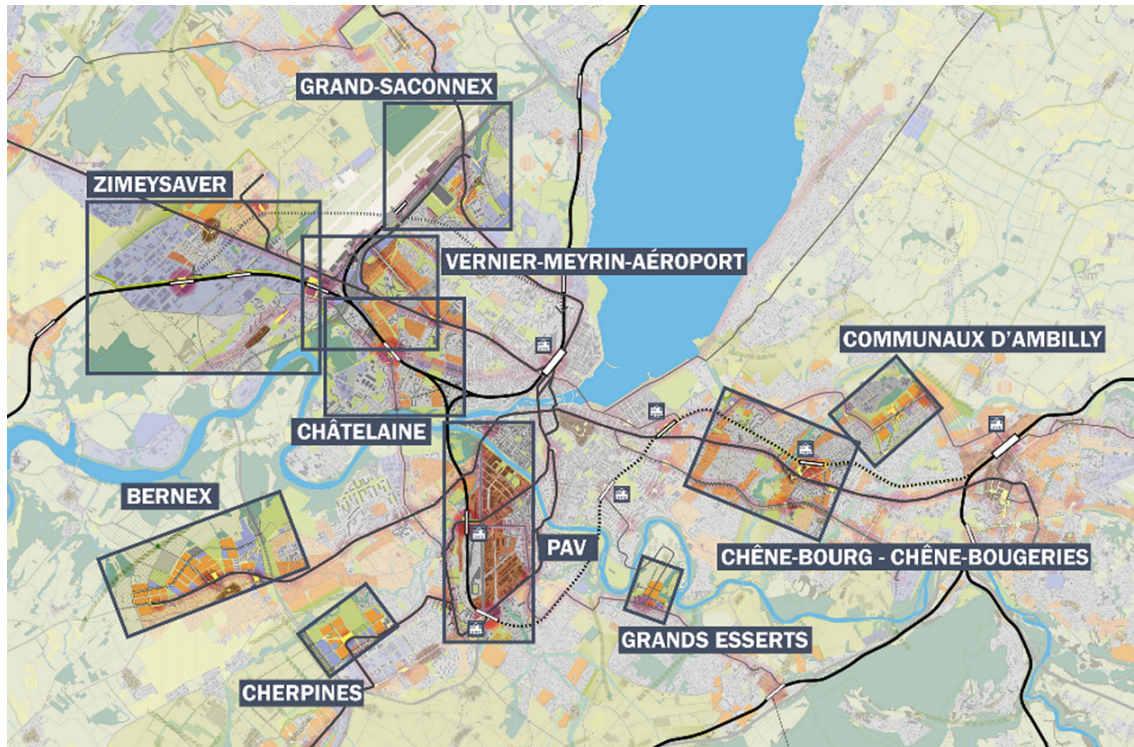 GRAND-SACONNEX
ZIMEYSAVER
VERNIER-MEYRIN-AÉROPORT
COMMUNAUX D'AMBILLY
CHÂTELAINE
BERNEX
PAV
CHÊNE-BOURG - CHÊNE-BOUGERIES
GRANDS ESSERTS
CHERPINES